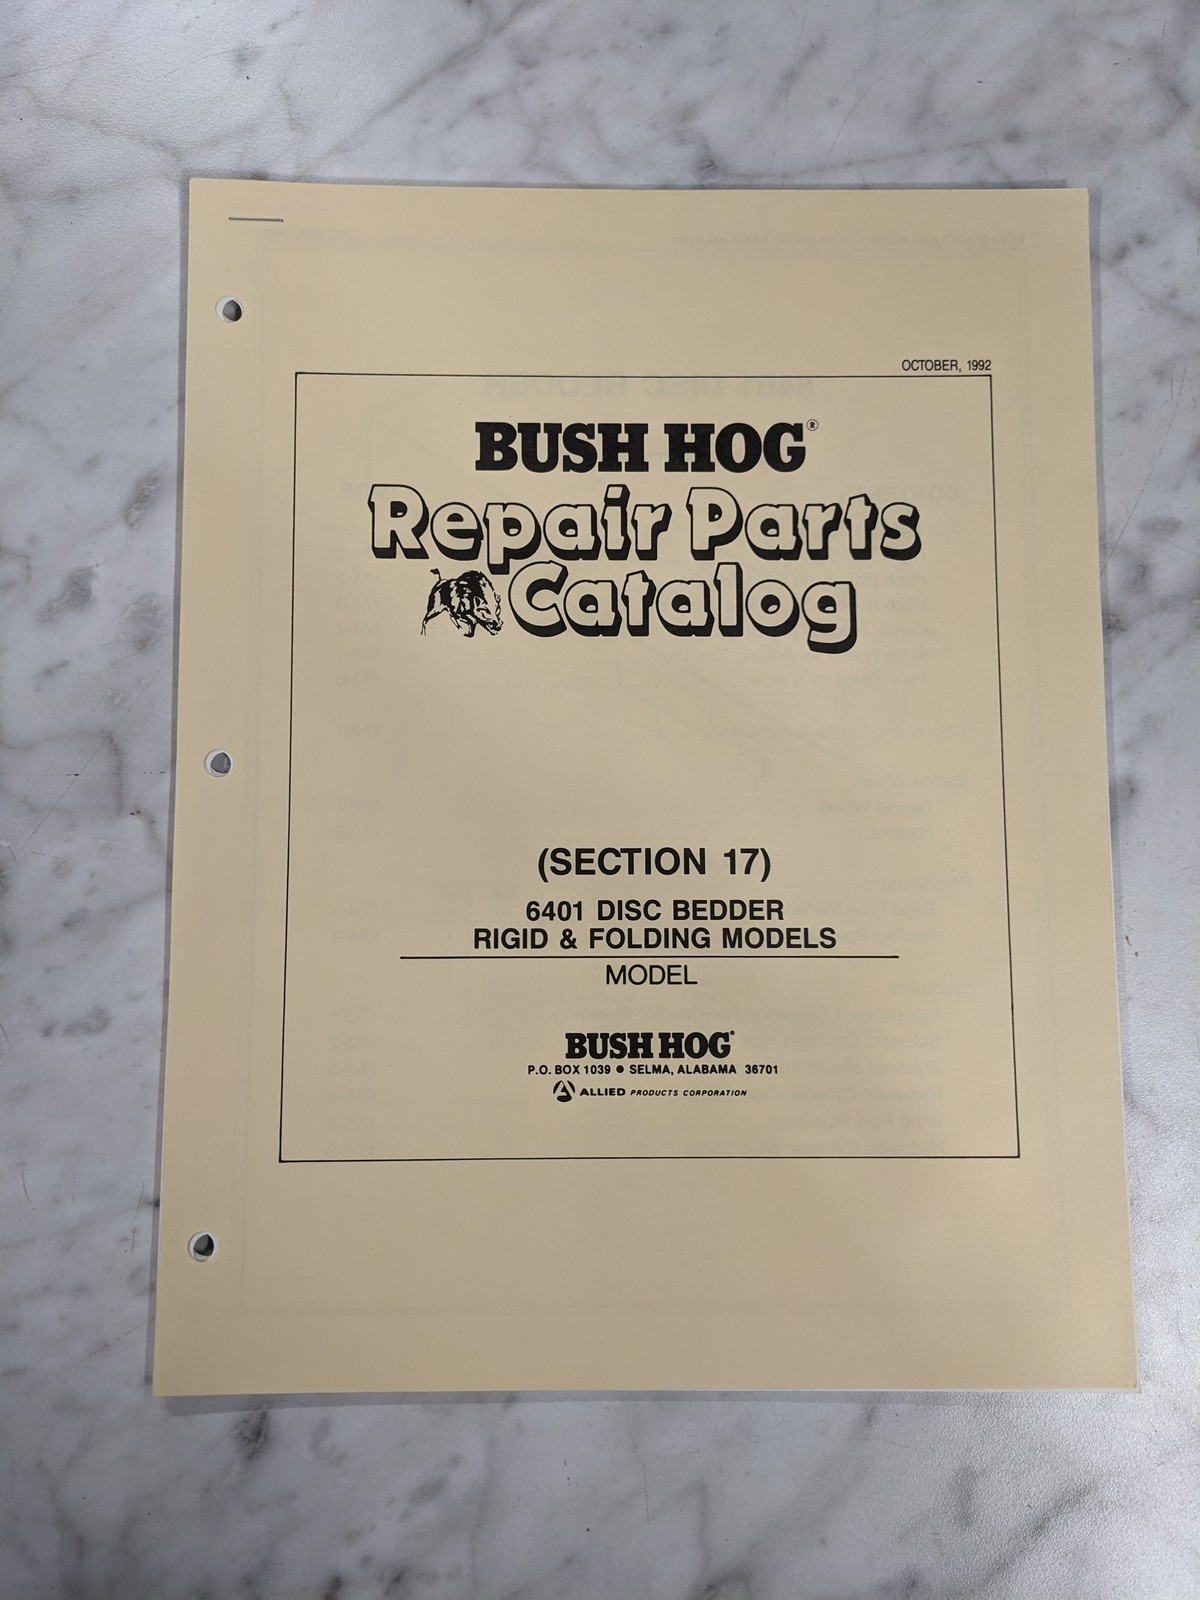 OCTOBER, 1992
BUSH HOG®
Repair Parts
Catalog
(SECTION 17)
6401 DISC BEDDER
RIGID & FOLDING MODELS
MODEL
BUSH HOG®
P.O. BOX 1039 ● SELMA, ALABAMA 36701
ALLIED PRODUCTS CORPORATION